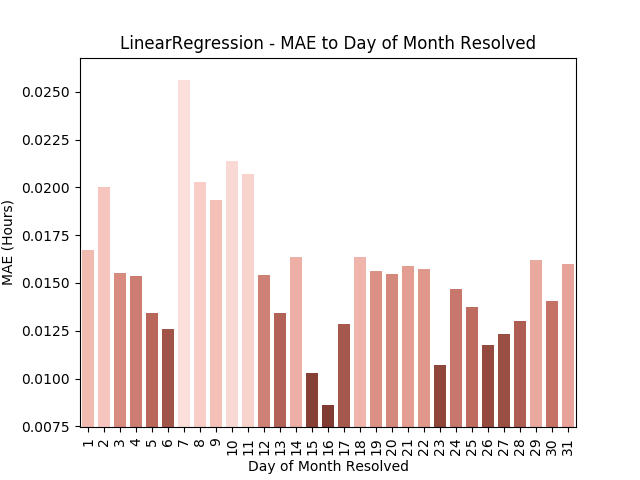 LinearRegression - MAE to Day of Month Resolved
MAE (Hours)
0.0250
0.0225
0.0200
0.0175
0.0150
0.0125
0.0100
0.0075
1 2 3 4 5 6 7 8 9 10 11 12 13 14 15 16 17 18 19 20 21 22 23 24 25 26 27 28 29 30 31
Day of Month Resolved